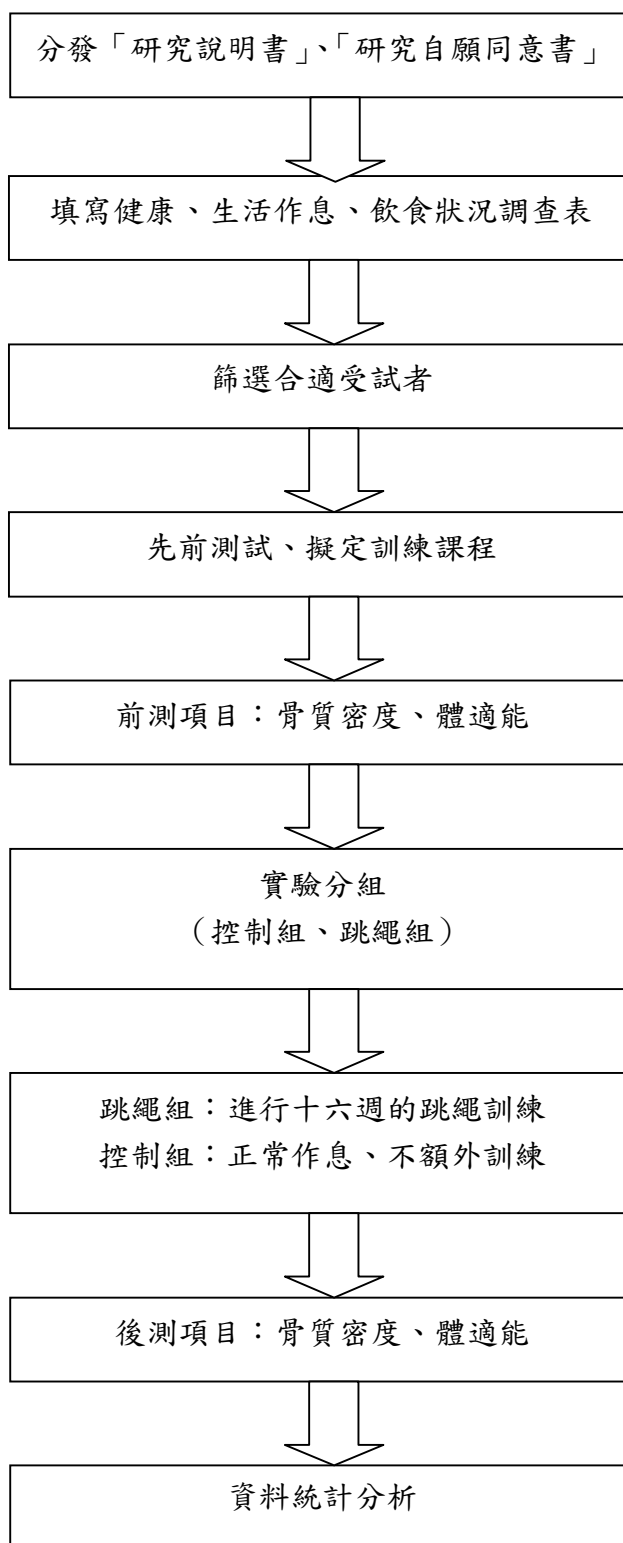 分發「研究說明書」、「研究自願同意書」
填寫健康、生活作息、飲食狀況調查表
篩選合適受試者
先前測試、擬定訓練課程
前測項目：骨質密度、體適能
實驗分組
（控制組、跳繩組）
跳繩組：進行十六週的跳繩訓練
控制組：正常作息、不額外訓練
後測項目：骨質密度、體適能
資料統計分析